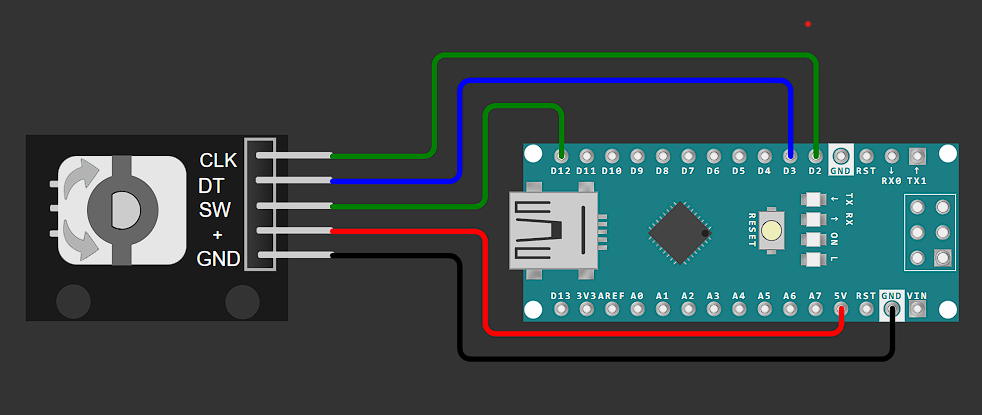 CLK
DT
SW
+
GND
D12 D11 D10 D9 D8 D7 D6 D5 D4 D3 D2 GND RST ↓ ↑
RX0 TX1
RESET
TX RX ON L
↓ ↑
D13 3V3 AREF A0 A1 A2 A3 A4 A5 A6 A7 5V RST GND VIN